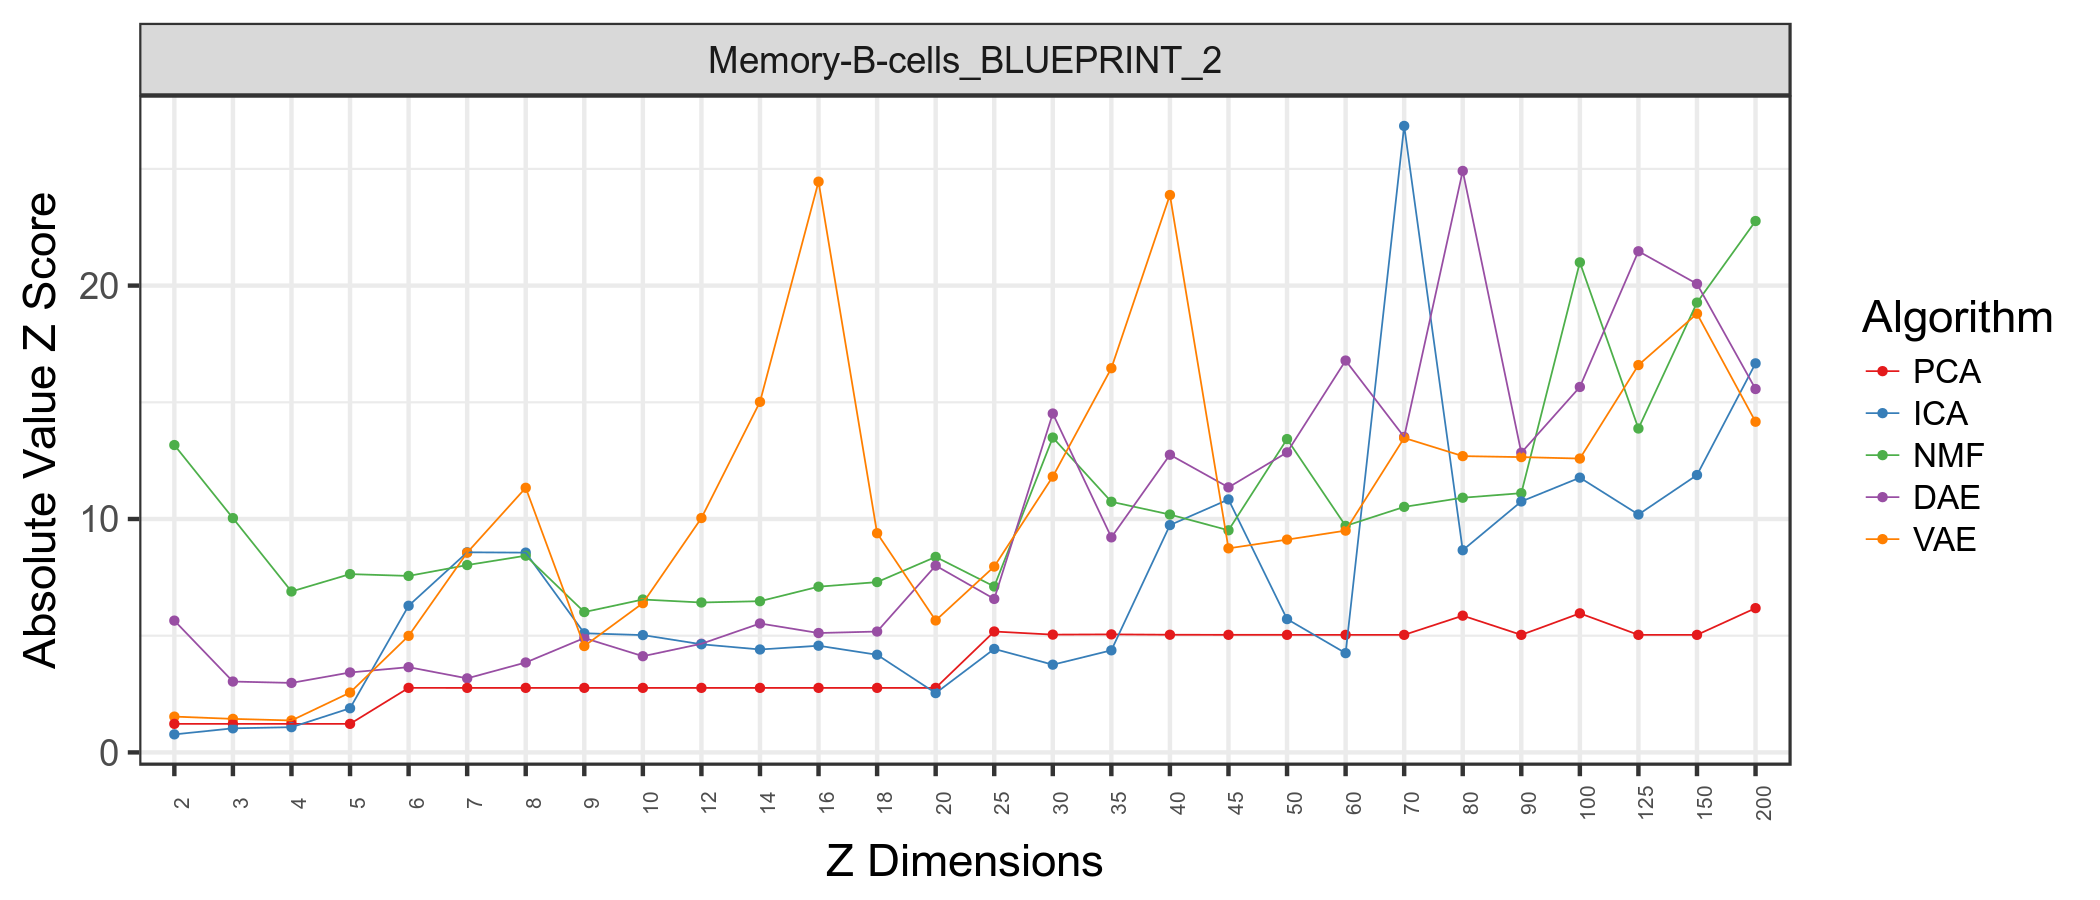 Memory-B-cells_BLUEPRINT_2
Absolute Value Z Score
20
10
0
2 3 4 5 6 7 8 9 10 12 14 16 18 20 25 30 35 40 45 50 60 70 80 90 100 125 150 200
Z Dimensions
Algorithm
PCA
ICA
NMF
DAE
VAE